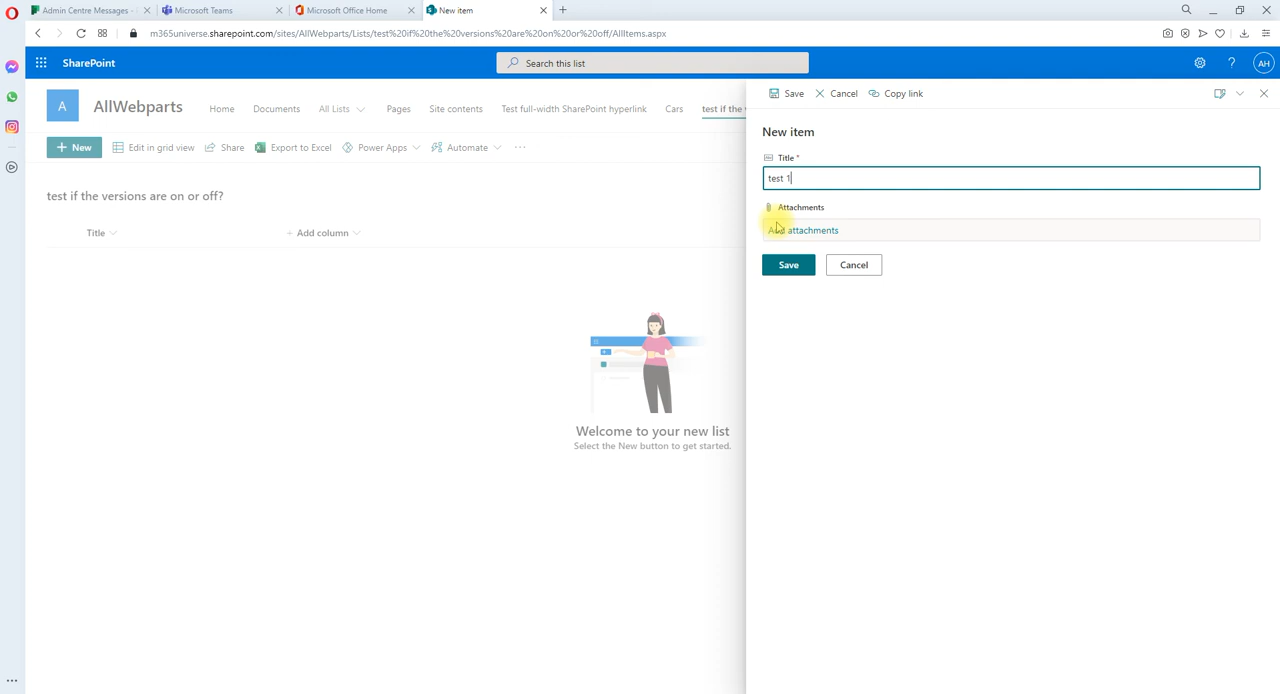 Admin Centre Messages -
Microsoft Teams
Microsoft Office Home
New item
m365universe.sharepoint.com/sites/AllWebparts/Lists/test%20if%20the%20versions%20are%20on%20or%20off/AllItems.aspx
SharePoint
Search this list
AH
A
AllWebparts
Home
Documents
All Lists
Pages
Site contents
Test full-width SharePoint hyperlink
Cars
test if the
Save
Cancel
Copy link
+ New
Edit in grid view
Share
Export to Excel
Power Apps
Automate
test if the versions are on or off?
Title
+ Add column
Welcome to your new list
Select the New button to get started.
New item
Title *
test 1
Attachments
Add attachments
Save
Cancel